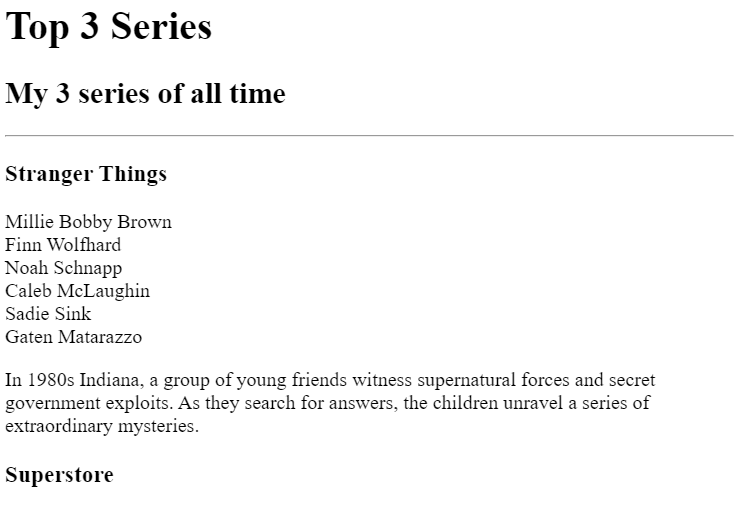 Top 3 Series
My 3 series of all time
Stranger Things
Millie Bobby Brown
Finn Wolfhard
Noah Schnapp
Caleb McLaughin
Sadie Sink
Gaten Matarazzo
In 1980s Indiana, a group of young friends witness supernatural forces and secret
government exploits. As they search for answers, the children unravel a series of
extraordinary mysteries.
Superstore